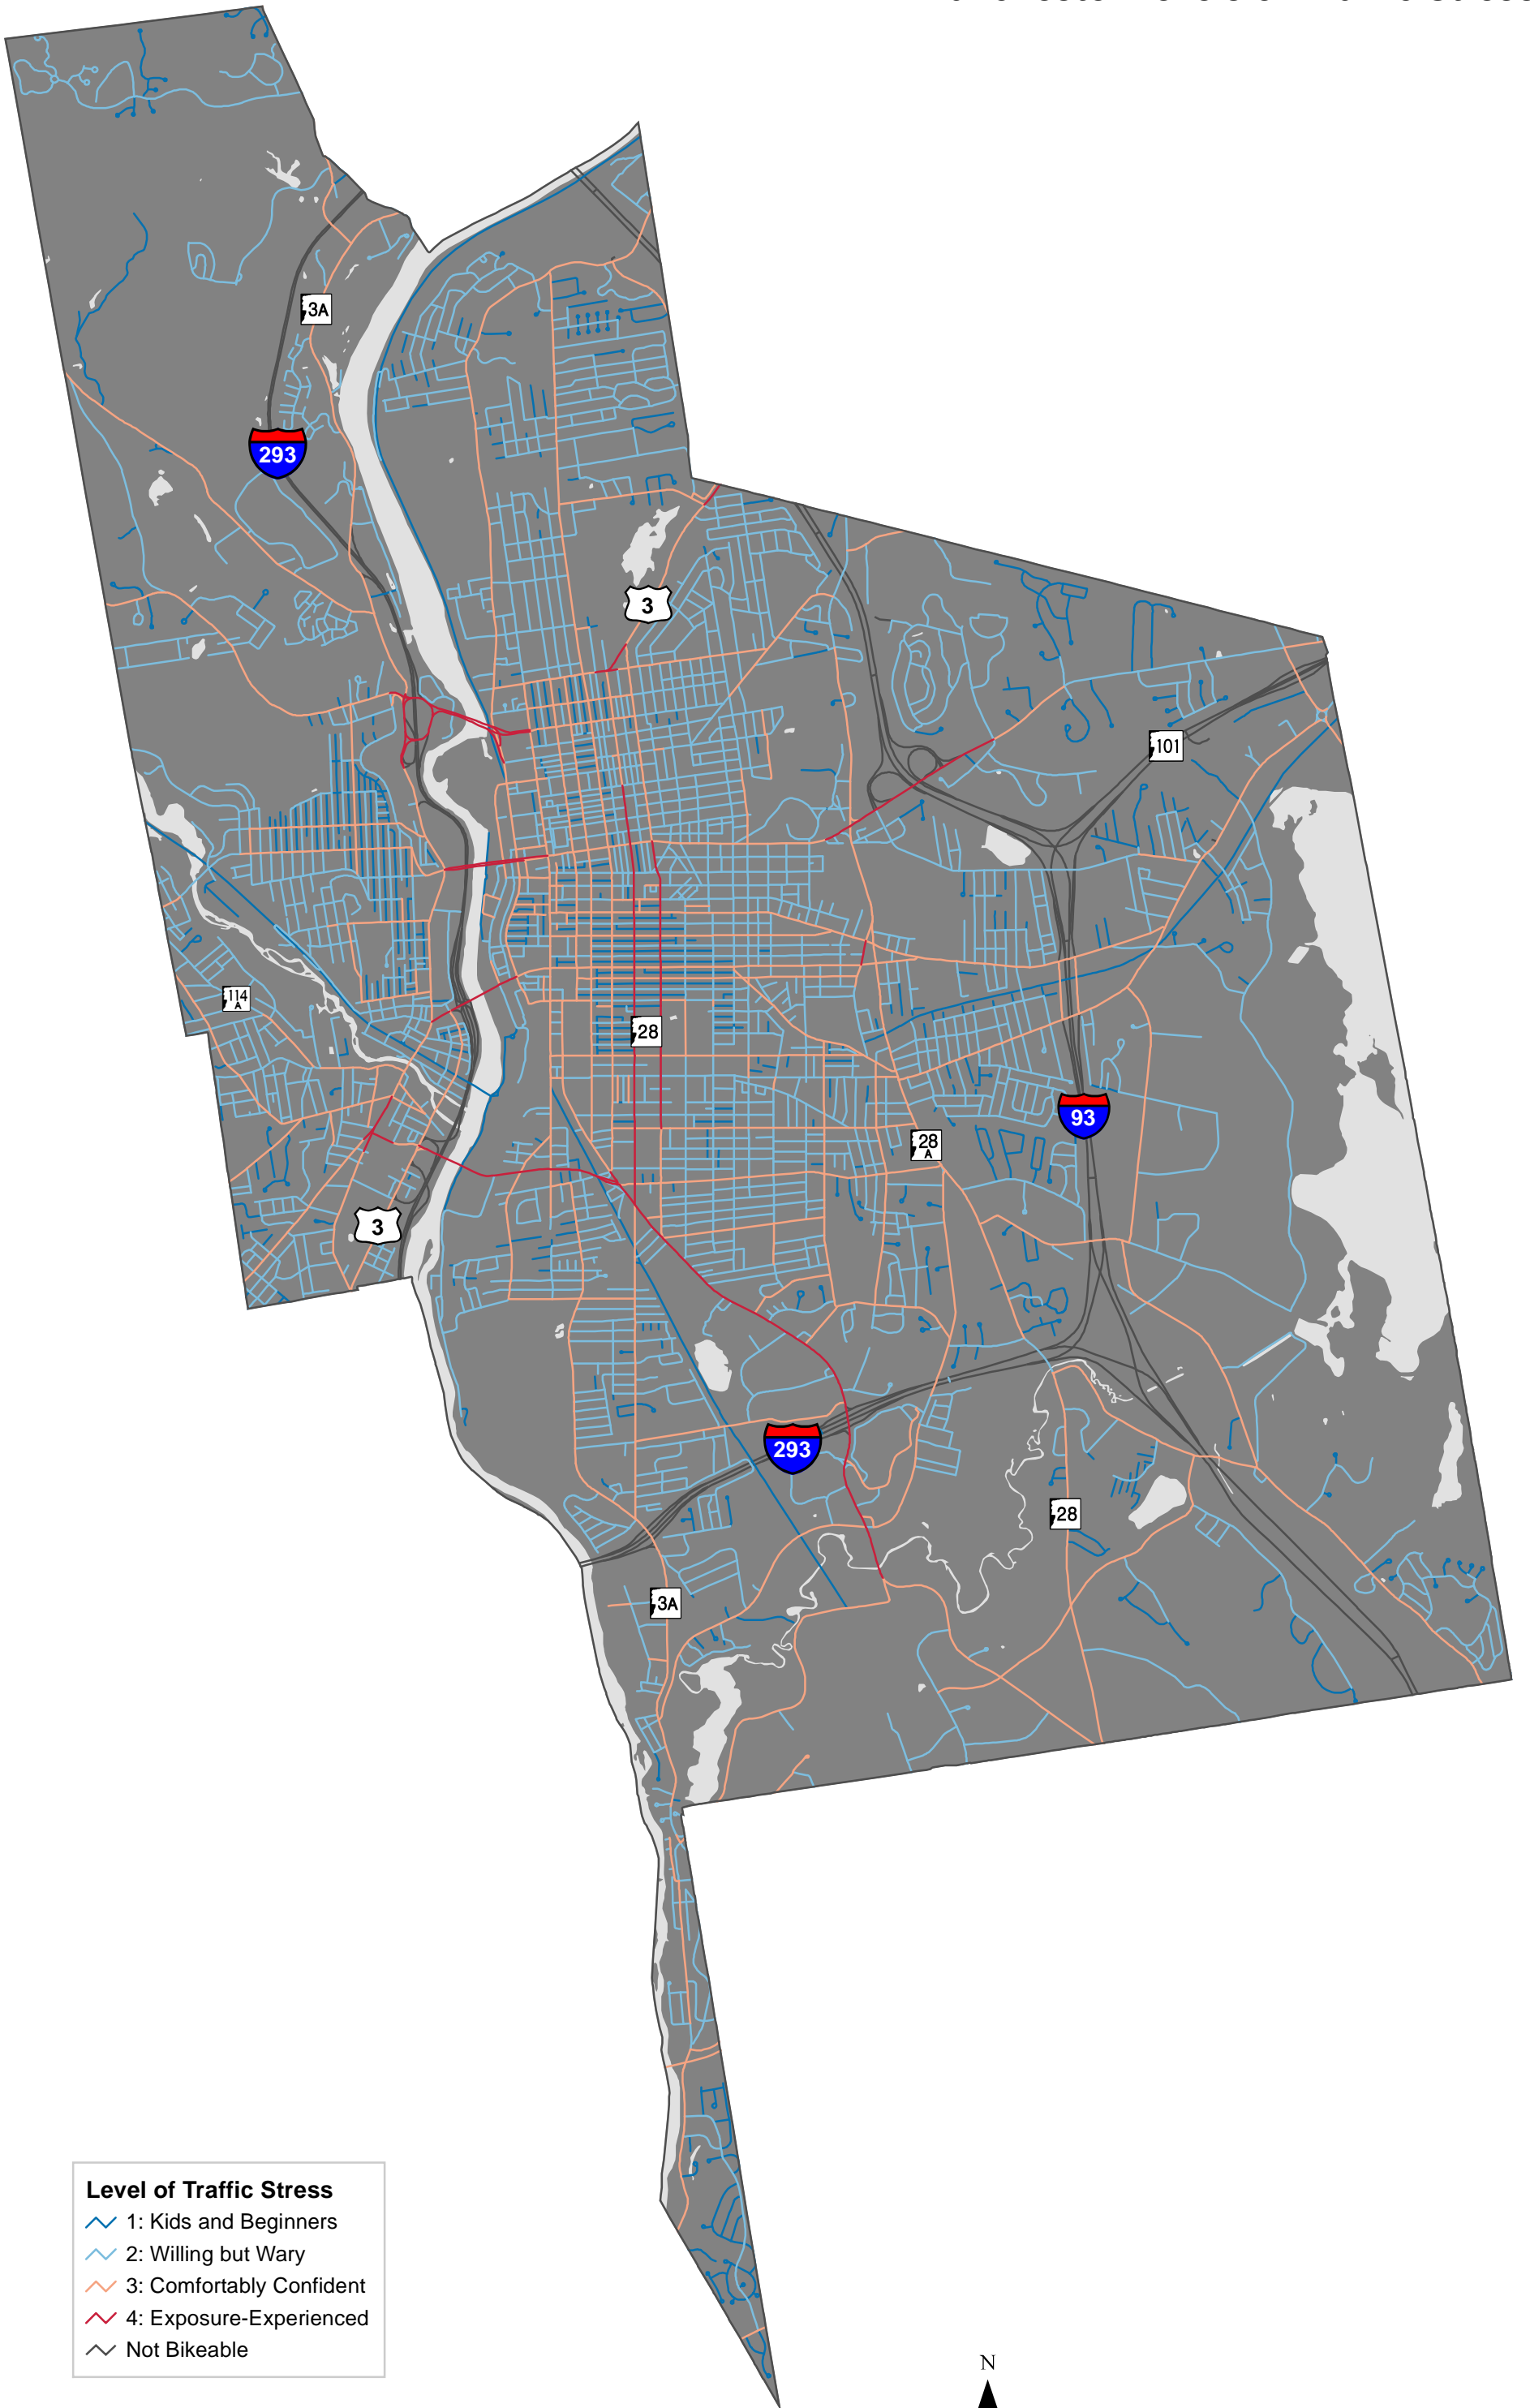 3A
293
3
101
114
A
28
93
28
A
3
293
28
3A
Level of Traffic Stress
1: Kids and Beginners
2: Willing but Wary
3: Comfortably Confident
4: Exposure-Experienced
Not Bikeable
N